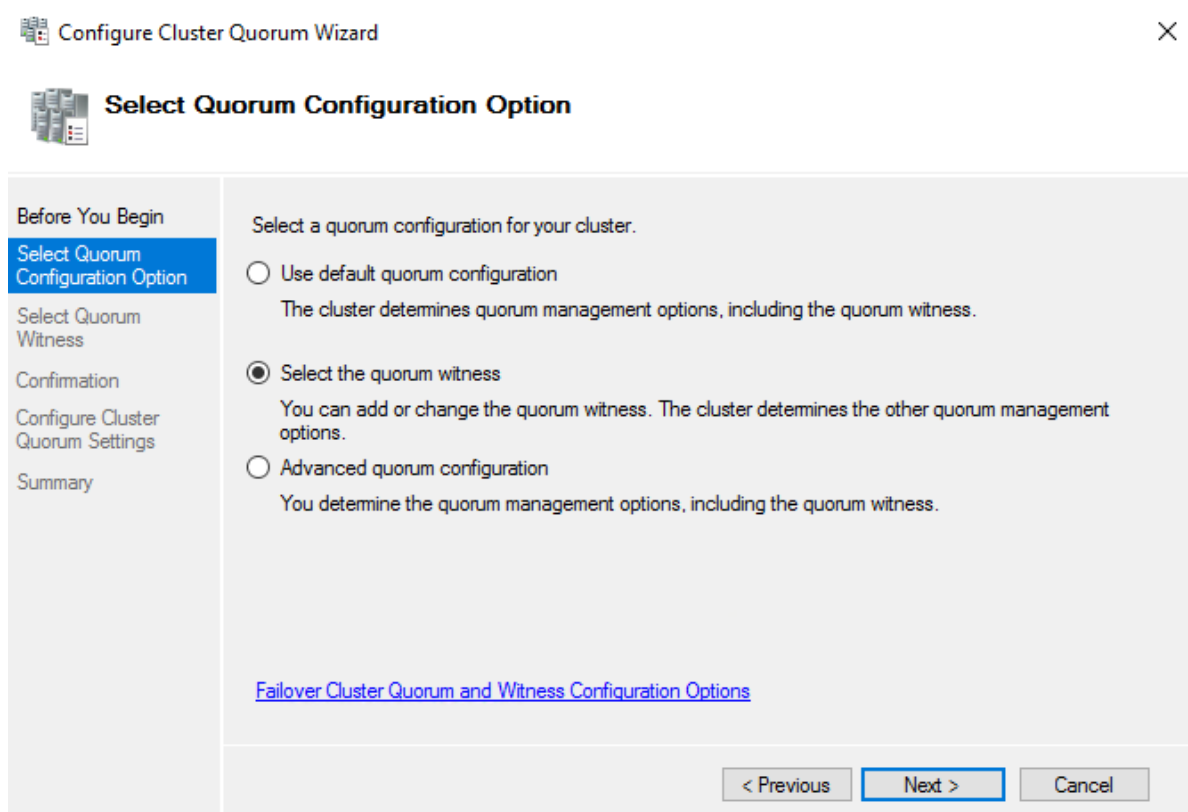 Configure Cluster Quorum Wizard
Select Quorum Configuration Option
Before You Begin
Select Quorum
Configuration Option
Select Quorum
Witness
Confirmation
Configure Cluster
Quorum Settings
Summary
Select a quorum configuration for your cluster.
Use default quorum configuration
The cluster determines quorum management options, including the quorum witness.
Select the quorum witness
You can add or change the quorum witness. The cluster determines the other quorum management
options.
Advanced quorum configuration
You determine the quorum management options, including the quorum witness.
Failover Cluster Quorum and Witness Configuration Options
< Previous
Next >
Cancel